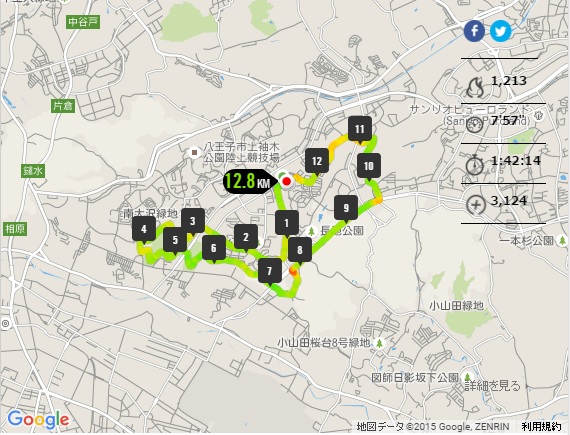 中谷戸
片倉
鑓水
相原
八王子市上柚木
公園陸上競技場
サンリオピューロランド
(Sanrio Puroland)
1,213
7'57"
1:42:14
3,124
11
12
10
12.8 KM
南大沢緑地
9
1
長池公園
3
4
5
2
6
8
7
一本杉公園
小山田緑地
小山田桜台8号緑地
図師日影坂下公園
詳細を見る
Google
地図データ ©2015 Google, ZENRIN
利用規約